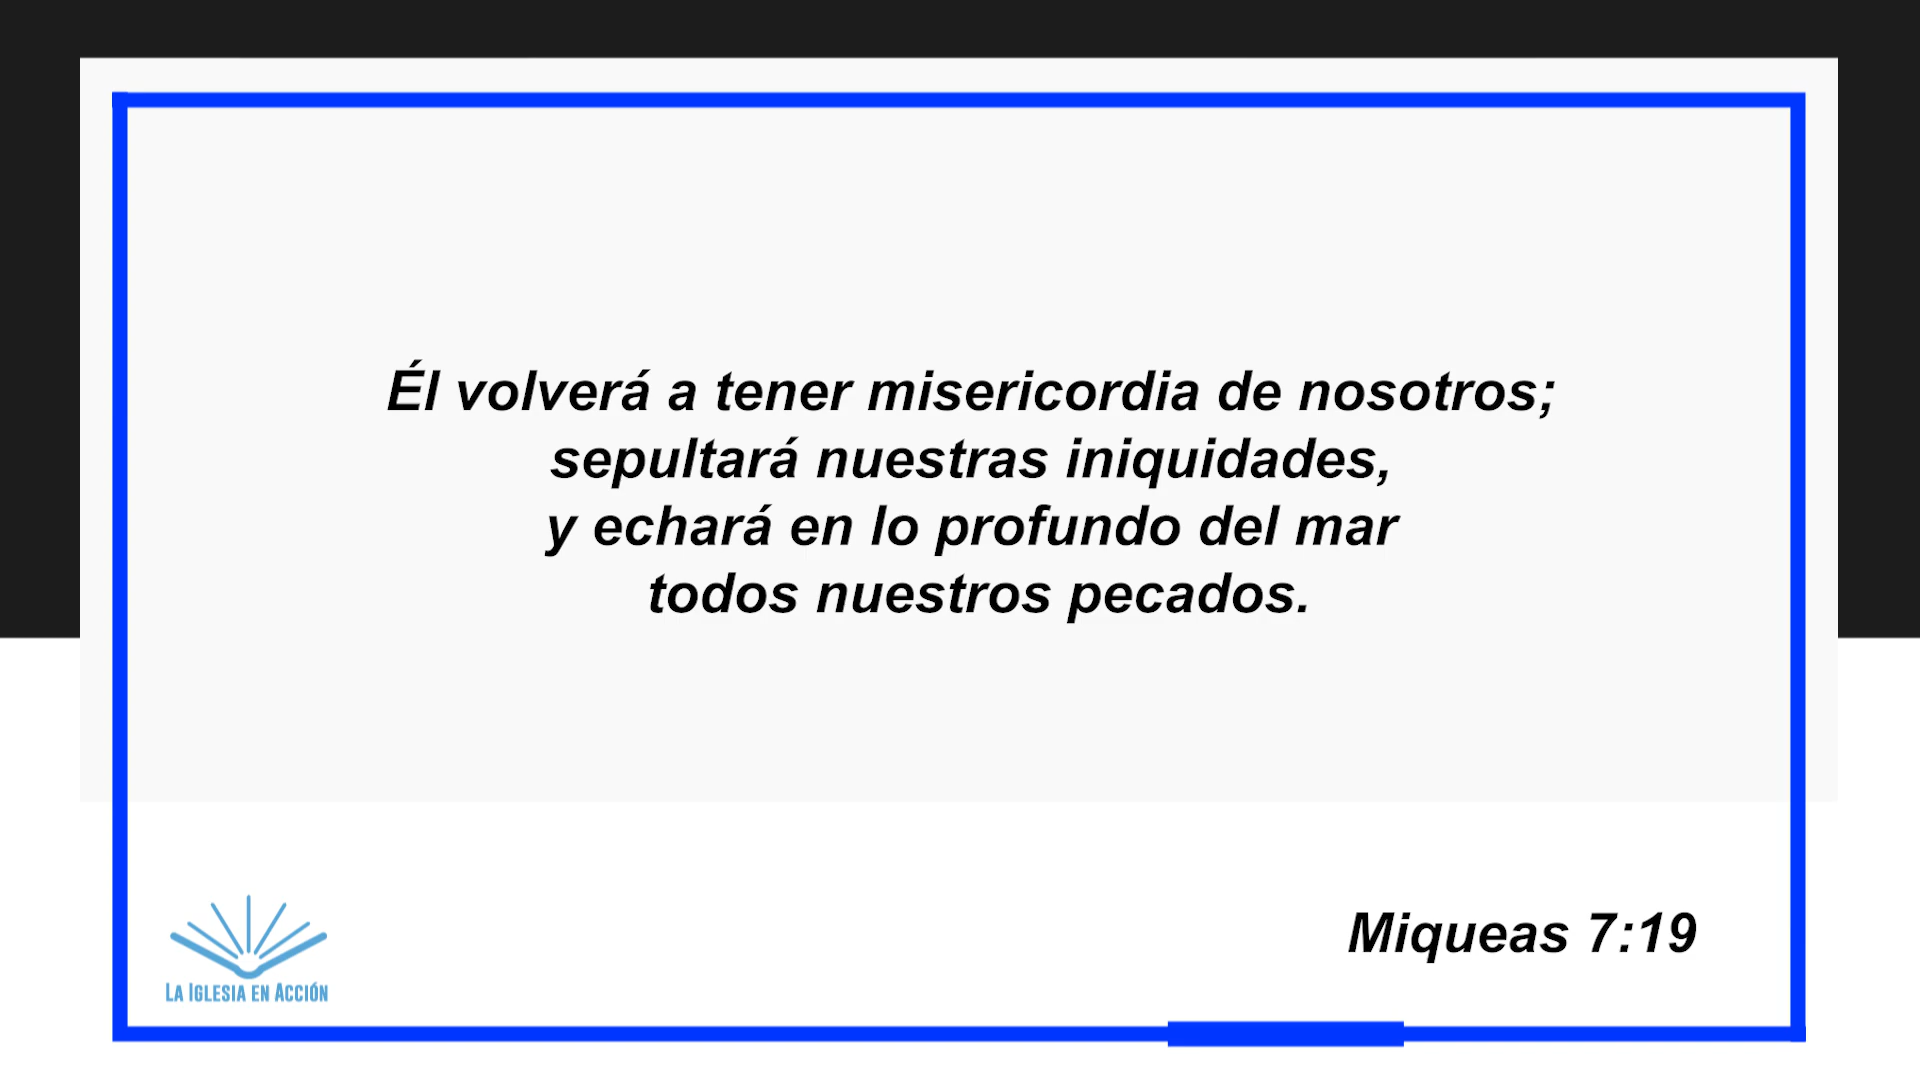 Él volverá a tener misericordia de nosotros;
sepultará nuestras iniquidades,
y echará en lo profundo del mar
todos nuestros pecados.
Miqueas 7:19
LA IGLESIA EN ACCIÓN